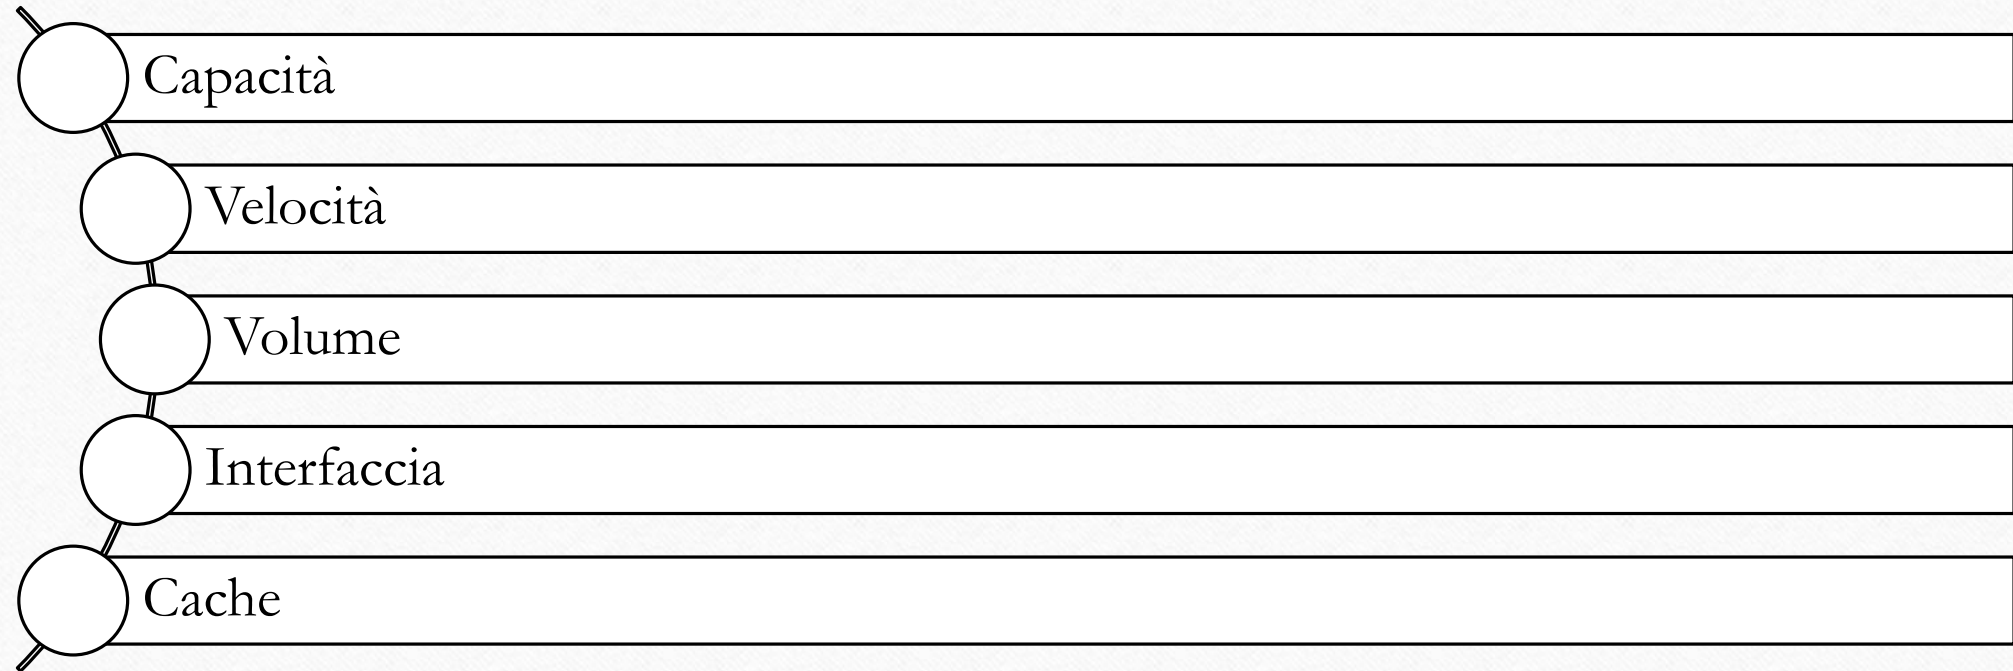 Capacità
Velocità
Volume
Interfaccia
Cache